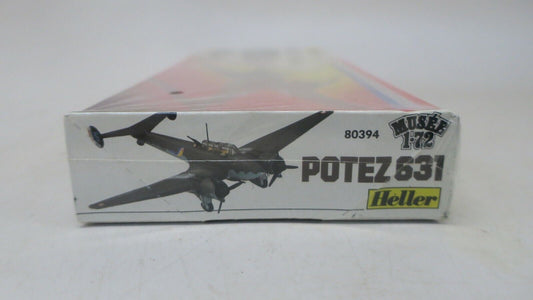 80394
MUSÉE
1-72
POTEZ 631
Heller